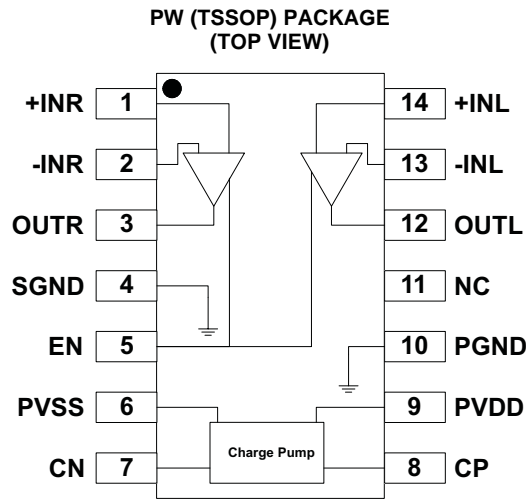 PW (TSSOP) PACKAGE
(TOP VIEW)
+INR 1 14 +INL
-INR 2 13 -INL
OUTR 3 12 OUTL
SGND 4 11 NC
EN 5 10 PGND
PVSS 6 9 PVDD
Charge Pump
CN 7 8 CP